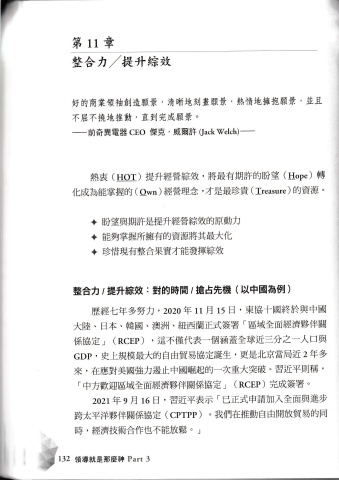 第 11 章
整合力／提升綜效
好的商業領袖創造願景，清晰地刻畫願景，熱情地擁抱願景，並且
不屈不撓地推動，直到完成願景。
——前奇異電器 CEO 傑克．威爾許 (Jack Welch)——
熱衷（HOT）提升經營綜效，將最有期許的盼望（Hope）轉
化成為能掌握的（Own）經營理念，才是最珍貴（Treasure）的資源。
✦ 盼望與期許是提升經營綜效的原動力
✦ 能夠掌握所擁有的資源將其最大化
✦ 珍惜現有整合果實才能發揮綜效
整合力 / 提升綜效：對的時間 / 搶占先機（以中國為例）
歷經七年多努力，2020 年 11 月 15 日，東協十國終於與中國
大陸、日本、韓國、澳洲、紐西蘭正式簽署「區域全面經濟夥伴關
係協定」（RCEP），這不僅代表一個涵蓋全球近三分之一人口與
GDP，史上規模最大的自由貿易協定誕生，更是北京當局近 2 年多
來，在應對美國強力遏止中國崛起的一次重大突破。習近平則稱，
「中方歡迎區域全面經濟夥伴關係協定」（RCEP）完成簽署。
2021 年 9 月 16 日，習近平表示「已正式申請加入全面與進步
跨太平洋夥伴關係協定（CPTPP）。我們在推動自由開放貿易的同
時，經濟技術合作也不能放鬆。」
132 領導就是那麼神 Part 3